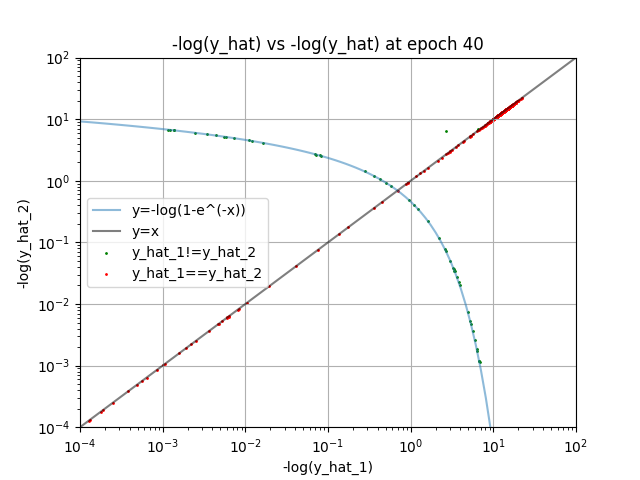 -log(y_hat) vs -log(y_hat) at epoch 40
10^2
10^1
10^0
10^-1
10^-2
10^-3
10^-4
-log(y_hat_2)
y=-log(1-e^(-x))
y=x
y_hat_1!=y_hat_2
y_hat_1==y_hat_2
10^-4 10^-3 10^-2 10^-1 10^0 10^1 10^2
-log(y_hat_1)